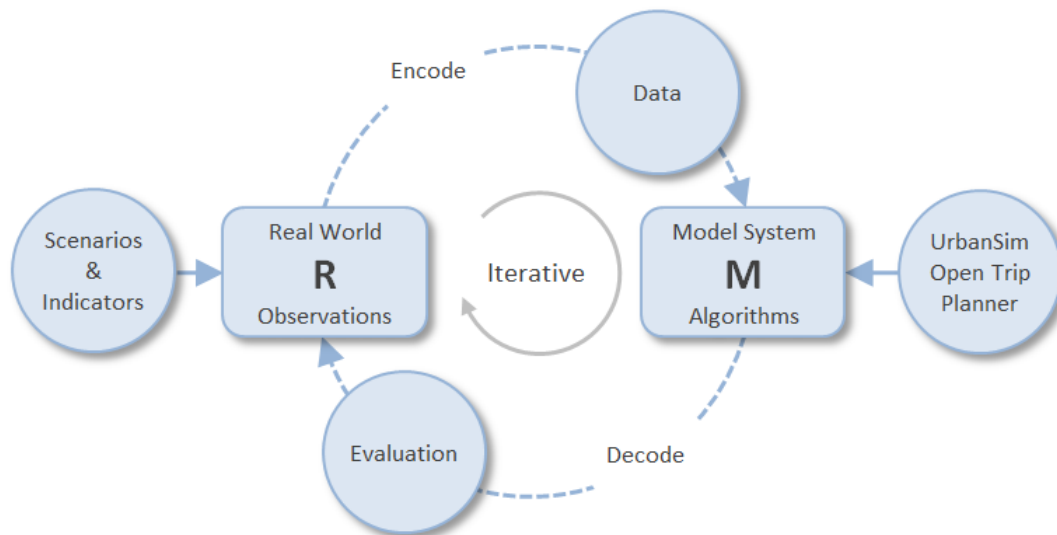 Encode
Data
Scenarios
&
Indicators
Real World
R
Observations
Iterative
Model System
M
Algorithms
UrbanSim
Open Trip
Planner
Evaluation
Decode